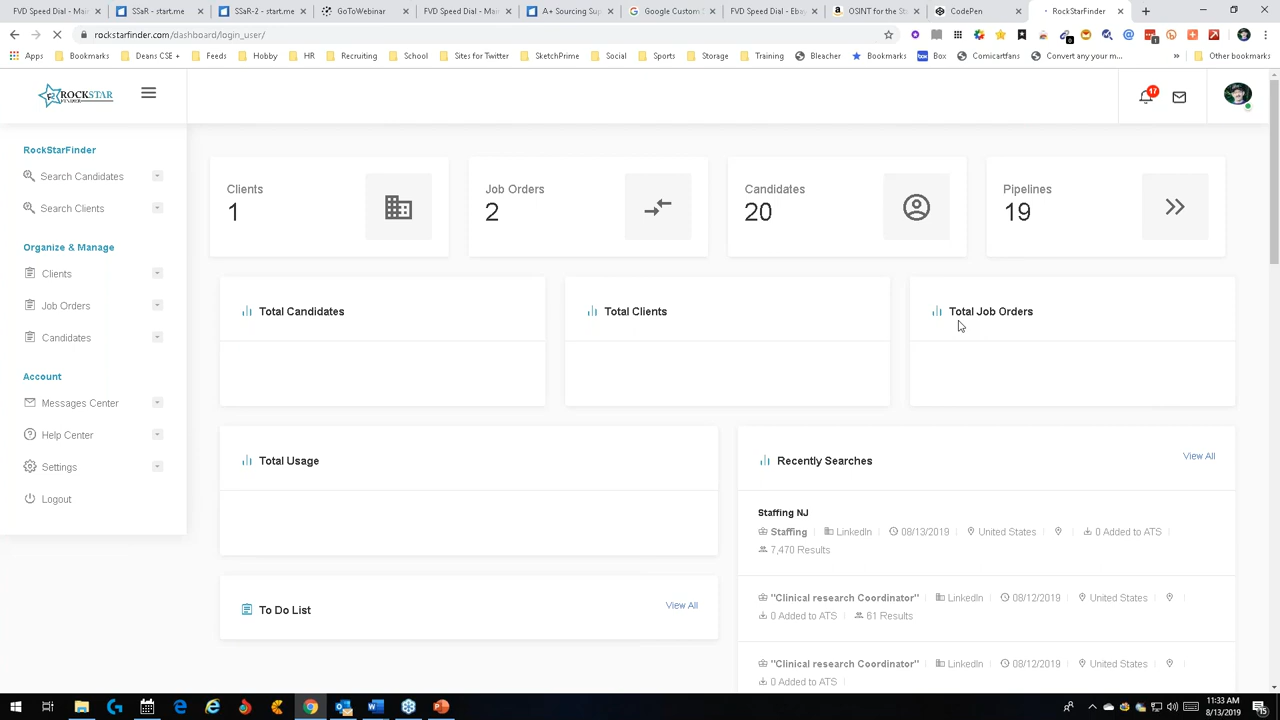 FVD Speed Dial - Main
SSaR - start.me
SSaR-2 - start.me
GoToWebinar
FVD Speed Dial - Main
A+ Sourcing Sup
Google Custom S
FVD Speed Dial - Ebay
OSINT for the St
CodePen
RockStarFinder
rockstarfinder.com/dashboard/login_user/
Apps
Bookmarks
Deans CSE +
Feeds
Hobby
HR
Recruiting
School
Sites for Twitter
SketchPrime
Social
Sports
Storage
Training
Bleacher
Bookmarks
Box
Comicartfans
Convert any your m...
»
Other bookmarks
ROCKSTAR
FINDER
17
RockStarFinder
Search Candidates
Search Clients
Organize & Manage
Clients
Job Orders
Candidates
Account
Messages Center
Help Center
Settings
Logout
Clients
1
Job Orders
2
Candidates
20
Pipelines
19
Total Candidates
Total Clients
Total Job Orders
Total Usage
To Do List
View All
Recently Searches
View All
Staffing NJ
Staffing LinkedIn 08/13/2019 United States 0 Added to ATS
7,470 Results
"Clinical research Coordinator" LinkedIn 08/12/2019 United States
0 Added to ATS 61 Results
"Clinical research Coordinator" LinkedIn 08/12/2019 United States
0 Added to ATS
11:33 AM
8/13/2019
15